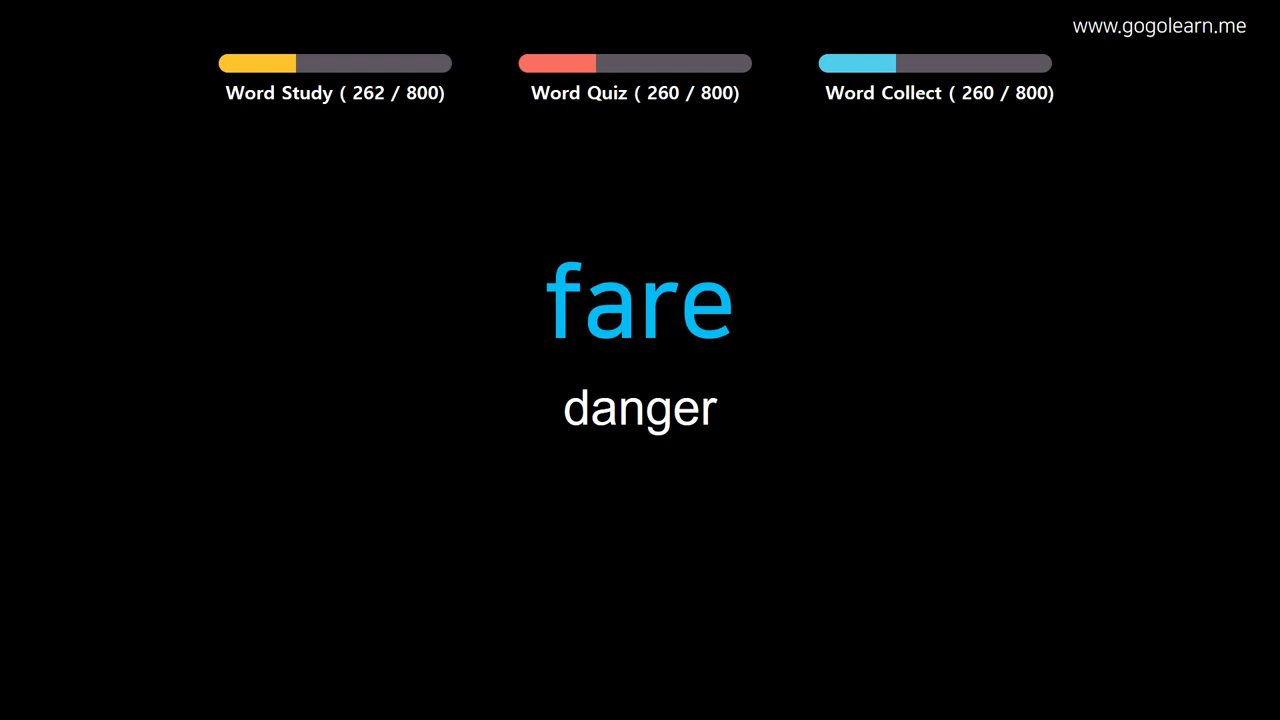 www.gogolearn.me
Word Study ( 262 / 800)
Word Quiz ( 260 / 800)
Word Collect ( 260 / 800)
fare
danger